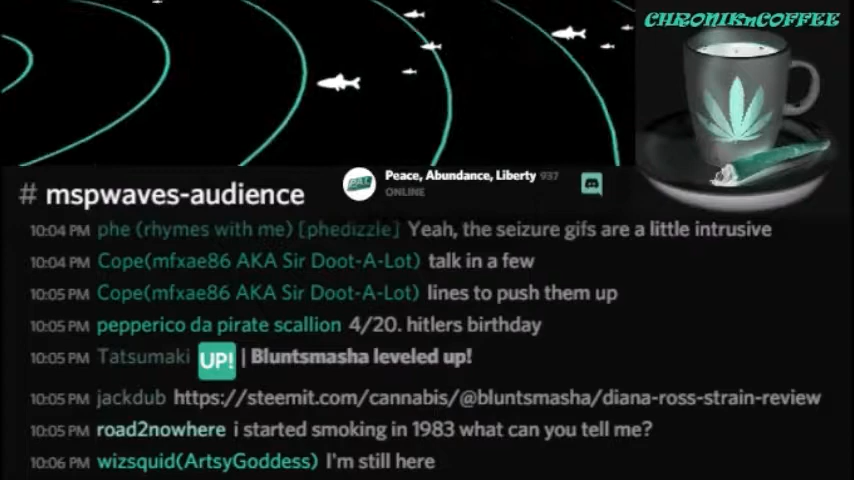 CHRONIKnCOFFEE
Peace, Abundance, Liberty 937
ONLINE
# mspwaves-audience
10:04 PM phe (rhymes with me) [phedizzle] Yeah, the seizure gifs are a little intrusive
10:04 PM Cope(mfxae86 AKA Sir Doot-A-Lot) talk in a few
10:05 PM Cope(mfxae86 AKA Sir Doot-A-Lot) lines to push them up
10:05 PM pepperico da pirate scallion 4/20. hitlers birthday
10:05 PM Tatsumaki UP! | Bluntsmasha leveled up!
10:05 PM jackdub https://steemit.com/cannabis/@bluntsmasha/diana-ross-strain-review
10:05 PM road2nowhere i started smoking in 1983 what can you tell me?
10:06 PM wizsquid(ArtsyGoddess) I'm still here